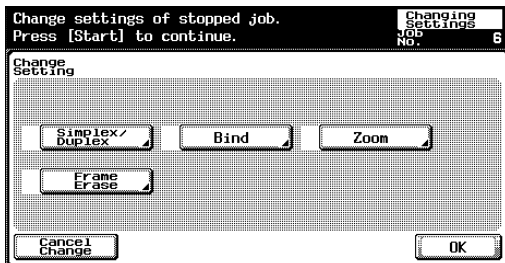 Change settings of stopped job.
Press [Start] to continue.
Changing
Settings
Job
No. 6
Change
Setting
Simplex/
Duplex
Bind
Zoom
Frame
Erase
Cancel
Change
OK